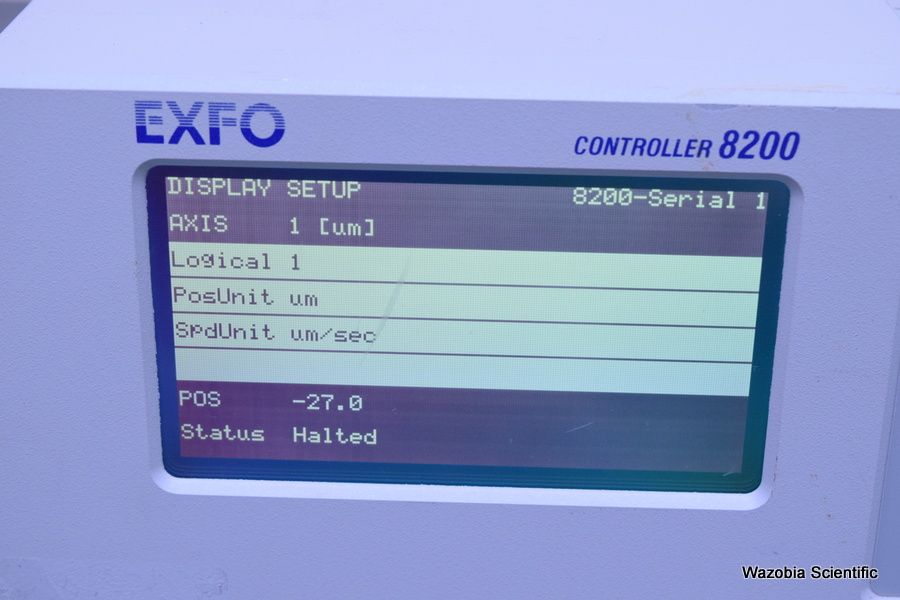 EXFO
CONTROLLER 8200
DISPLAY SETUP 8200-Serial 1
AXIS 1 [um]
Logical 1
PosUnit um
SpdUnit um/sec
POS -27.0
Status Halted
Wazobia Scientific